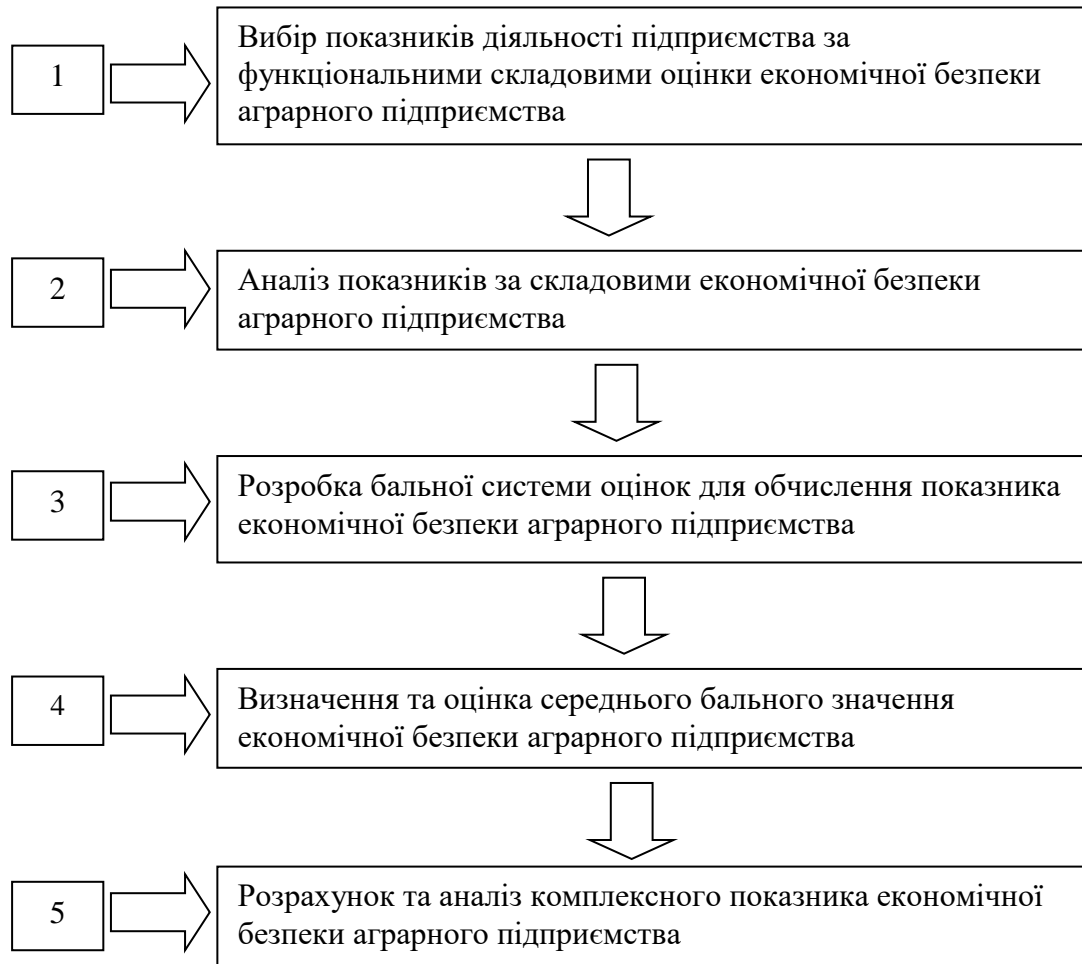 1
Вибір показників діяльності підприємства за
функціональними складовими оцінки економічної безпеки
аграрного підприємства
2
Аналіз показників за складовими економічної безпеки
аграрного підприємства
3
Розробка бальної системи оцінок для обчислення показника
економічної безпеки аграрного підприємства
4
Визначення та оцінка середнього бального значення
економічної безпеки аграрного підприємства
5
Розрахунок та аналіз комплексного показника економічної
безпеки аграрного підприємства